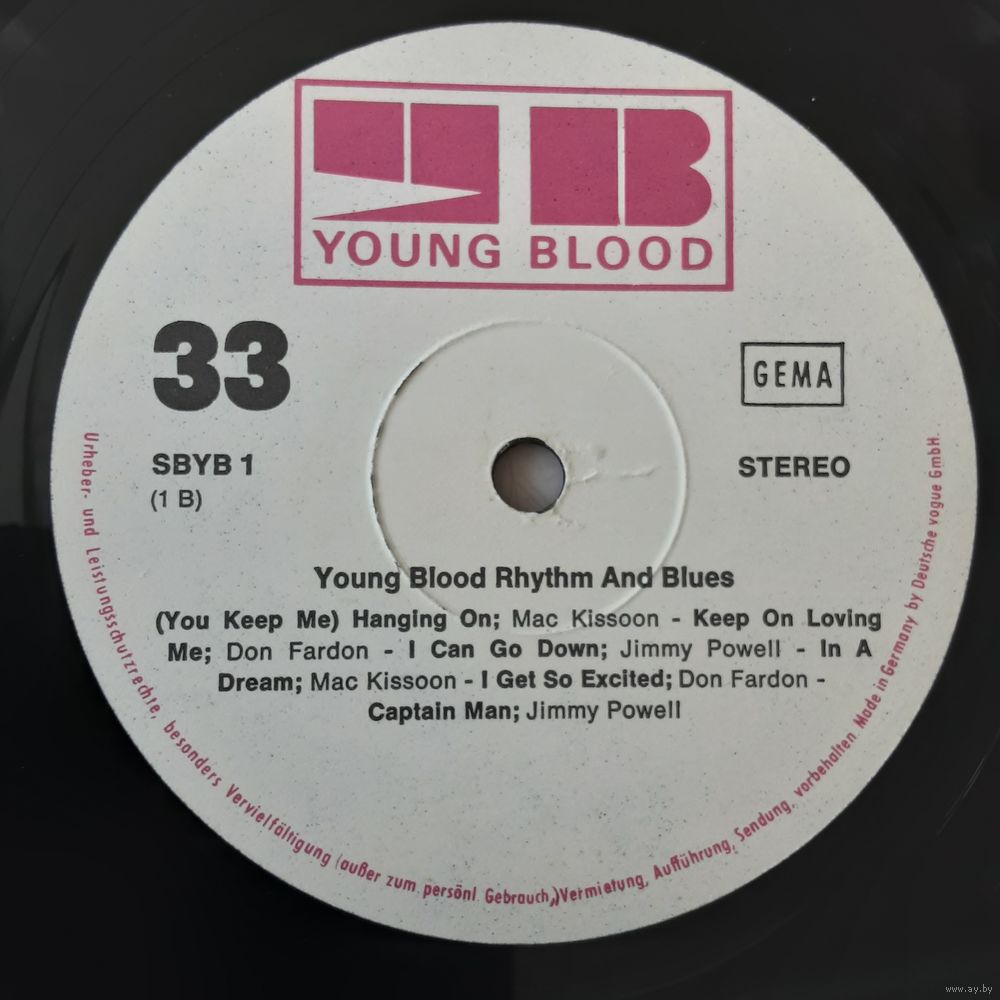 YOUNG BLOOD
33
GEMA
SBYB 1
STEREO
(1 B)
Young Blood Rhythm And Blues
(You Keep Me) Hanging On; Mac Kissoon - Keep On Loving
Me; Don Fardon - I Can Go Down; Jimmy Powell - In A
Dream; Mac Kissoon - I Get So Excited; Don Fardon -
Captain Man; Jimmy Powell
Urheber- und Leistungsschutzrechte, besonders Vervielfältigung (außer zum persönl. Gebrauch,) Vermietung, Aufführung, Sendung, vorbehalten Made in Germany by Deutsche vogue GmbH.
www.ay.by